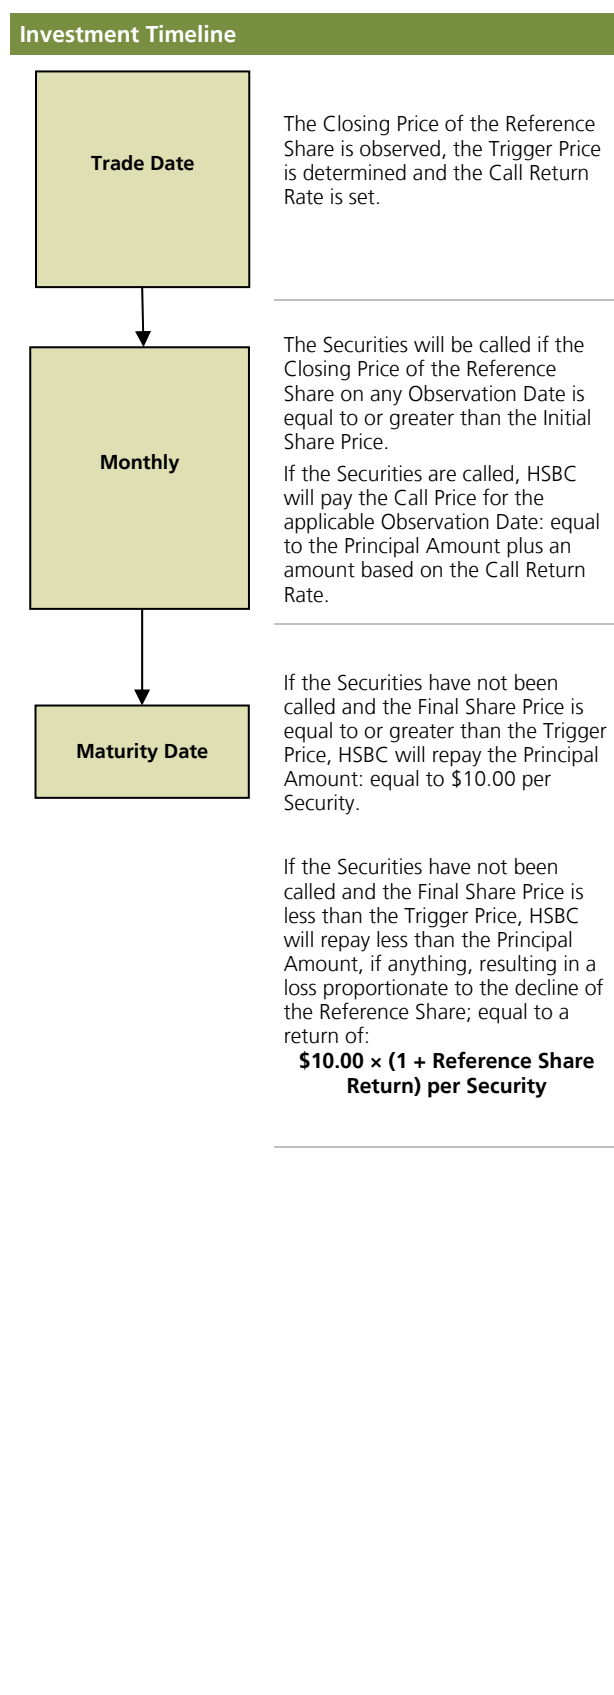 Investment Timeline
Trade Date
The Closing Price of the Reference
Share is observed, the Trigger Price
is determined and the Call Return
Rate is set.
Monthly
The Securities will be called if the
Closing Price of the Reference
Share on any Observation Date is
equal to or greater than the Initial
Share Price.
If the Securities are called, HSBC
will pay the Call Price for the
applicable Observation Date: equal
to the Principal Amount plus an
amount based on the Call Return
Rate.
Maturity Date
If the Securities have not been
called and the Final Share Price is
equal to or greater than the Trigger
Price, HSBC will repay the Principal
Amount: equal to $10.00 per
Security.
If the Securities have not been
called and the Final Share Price is
less than the Trigger Price, HSBC
will repay less than the Principal
Amount, if anything, resulting in a
loss proportionate to the decline of
the Reference Share; equal to a
return of:
$10.00 × (1 + Reference Share
Return) per Security